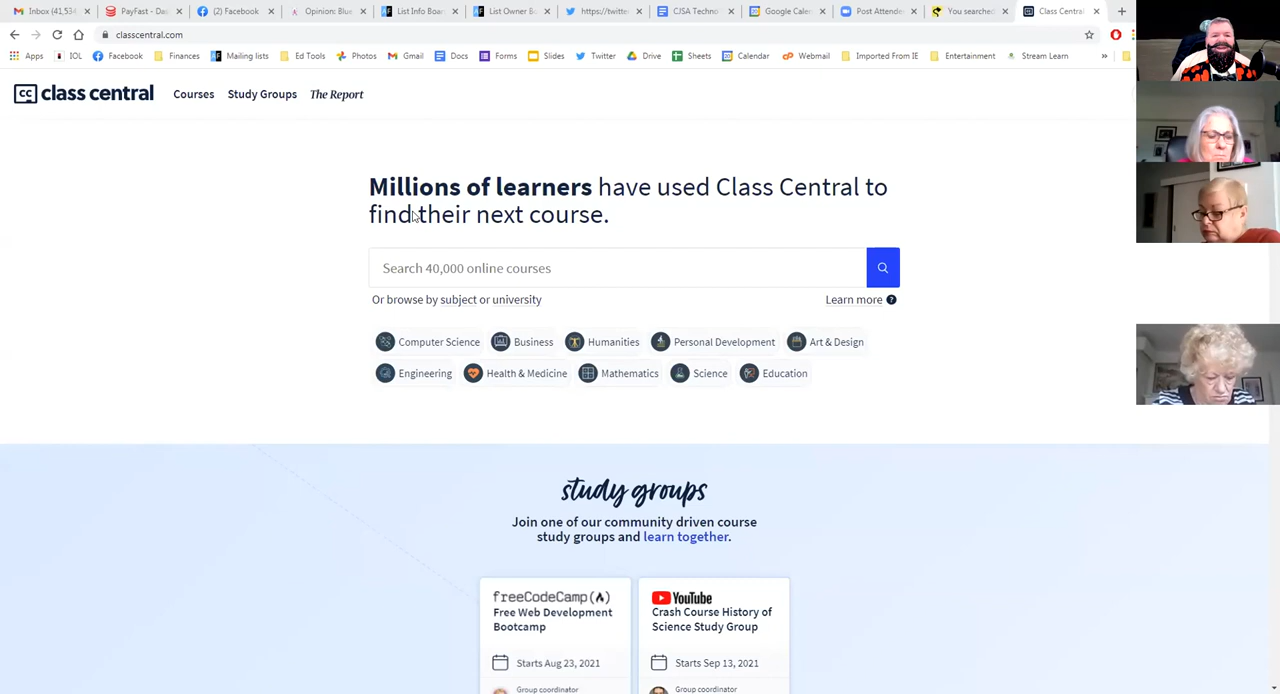 Inbox (41,534
PayFast - Da
(2) Facebook
Opinion: Blue
List Info Boar
List Owner Bo
https://twitte
CJSA Techno
Google Caler
Post Attende
You searched
Class Central
classcentral.com
Apps
IOL
Facebook
Finances
Mailing lists
Ed Tools
Photos
Gmail
Docs
Forms
Slides
Twitter
Drive
Sheets
Calendar
Webmail
Imported From IE
Entertainment
Stream Learn
»
CC class central
Courses
Study Groups
The Report
Millions of learners have used Class Central to
find their next course.
Search 40,000 online courses
Or browse by subject or university
Learn more ?
Computer Science
Business
Humanities
Personal Development
Art & Design
Engineering
Health & Medicine
Mathematics
Science
Education
study groups
Join one of our community driven course
study groups and learn together.
freeCodeCamp
Free Web Development
Bootcamp
Starts Aug 23, 2021
Group coordinator
YouTube
Crash Course History of
Science Study Group
Starts Sep 13, 2021
Group coordinator